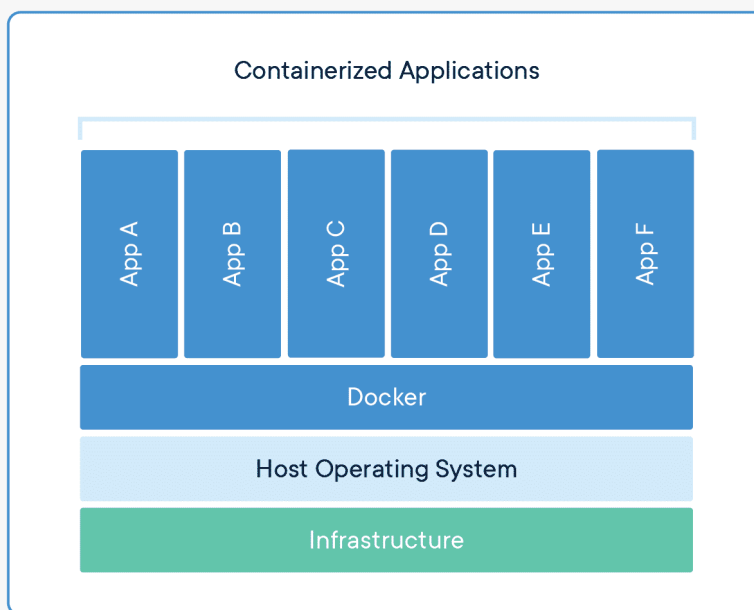 Containerized Applications
App A
App B
App C
App D
App E
App F
Docker
Host Operating System
Infrastructure